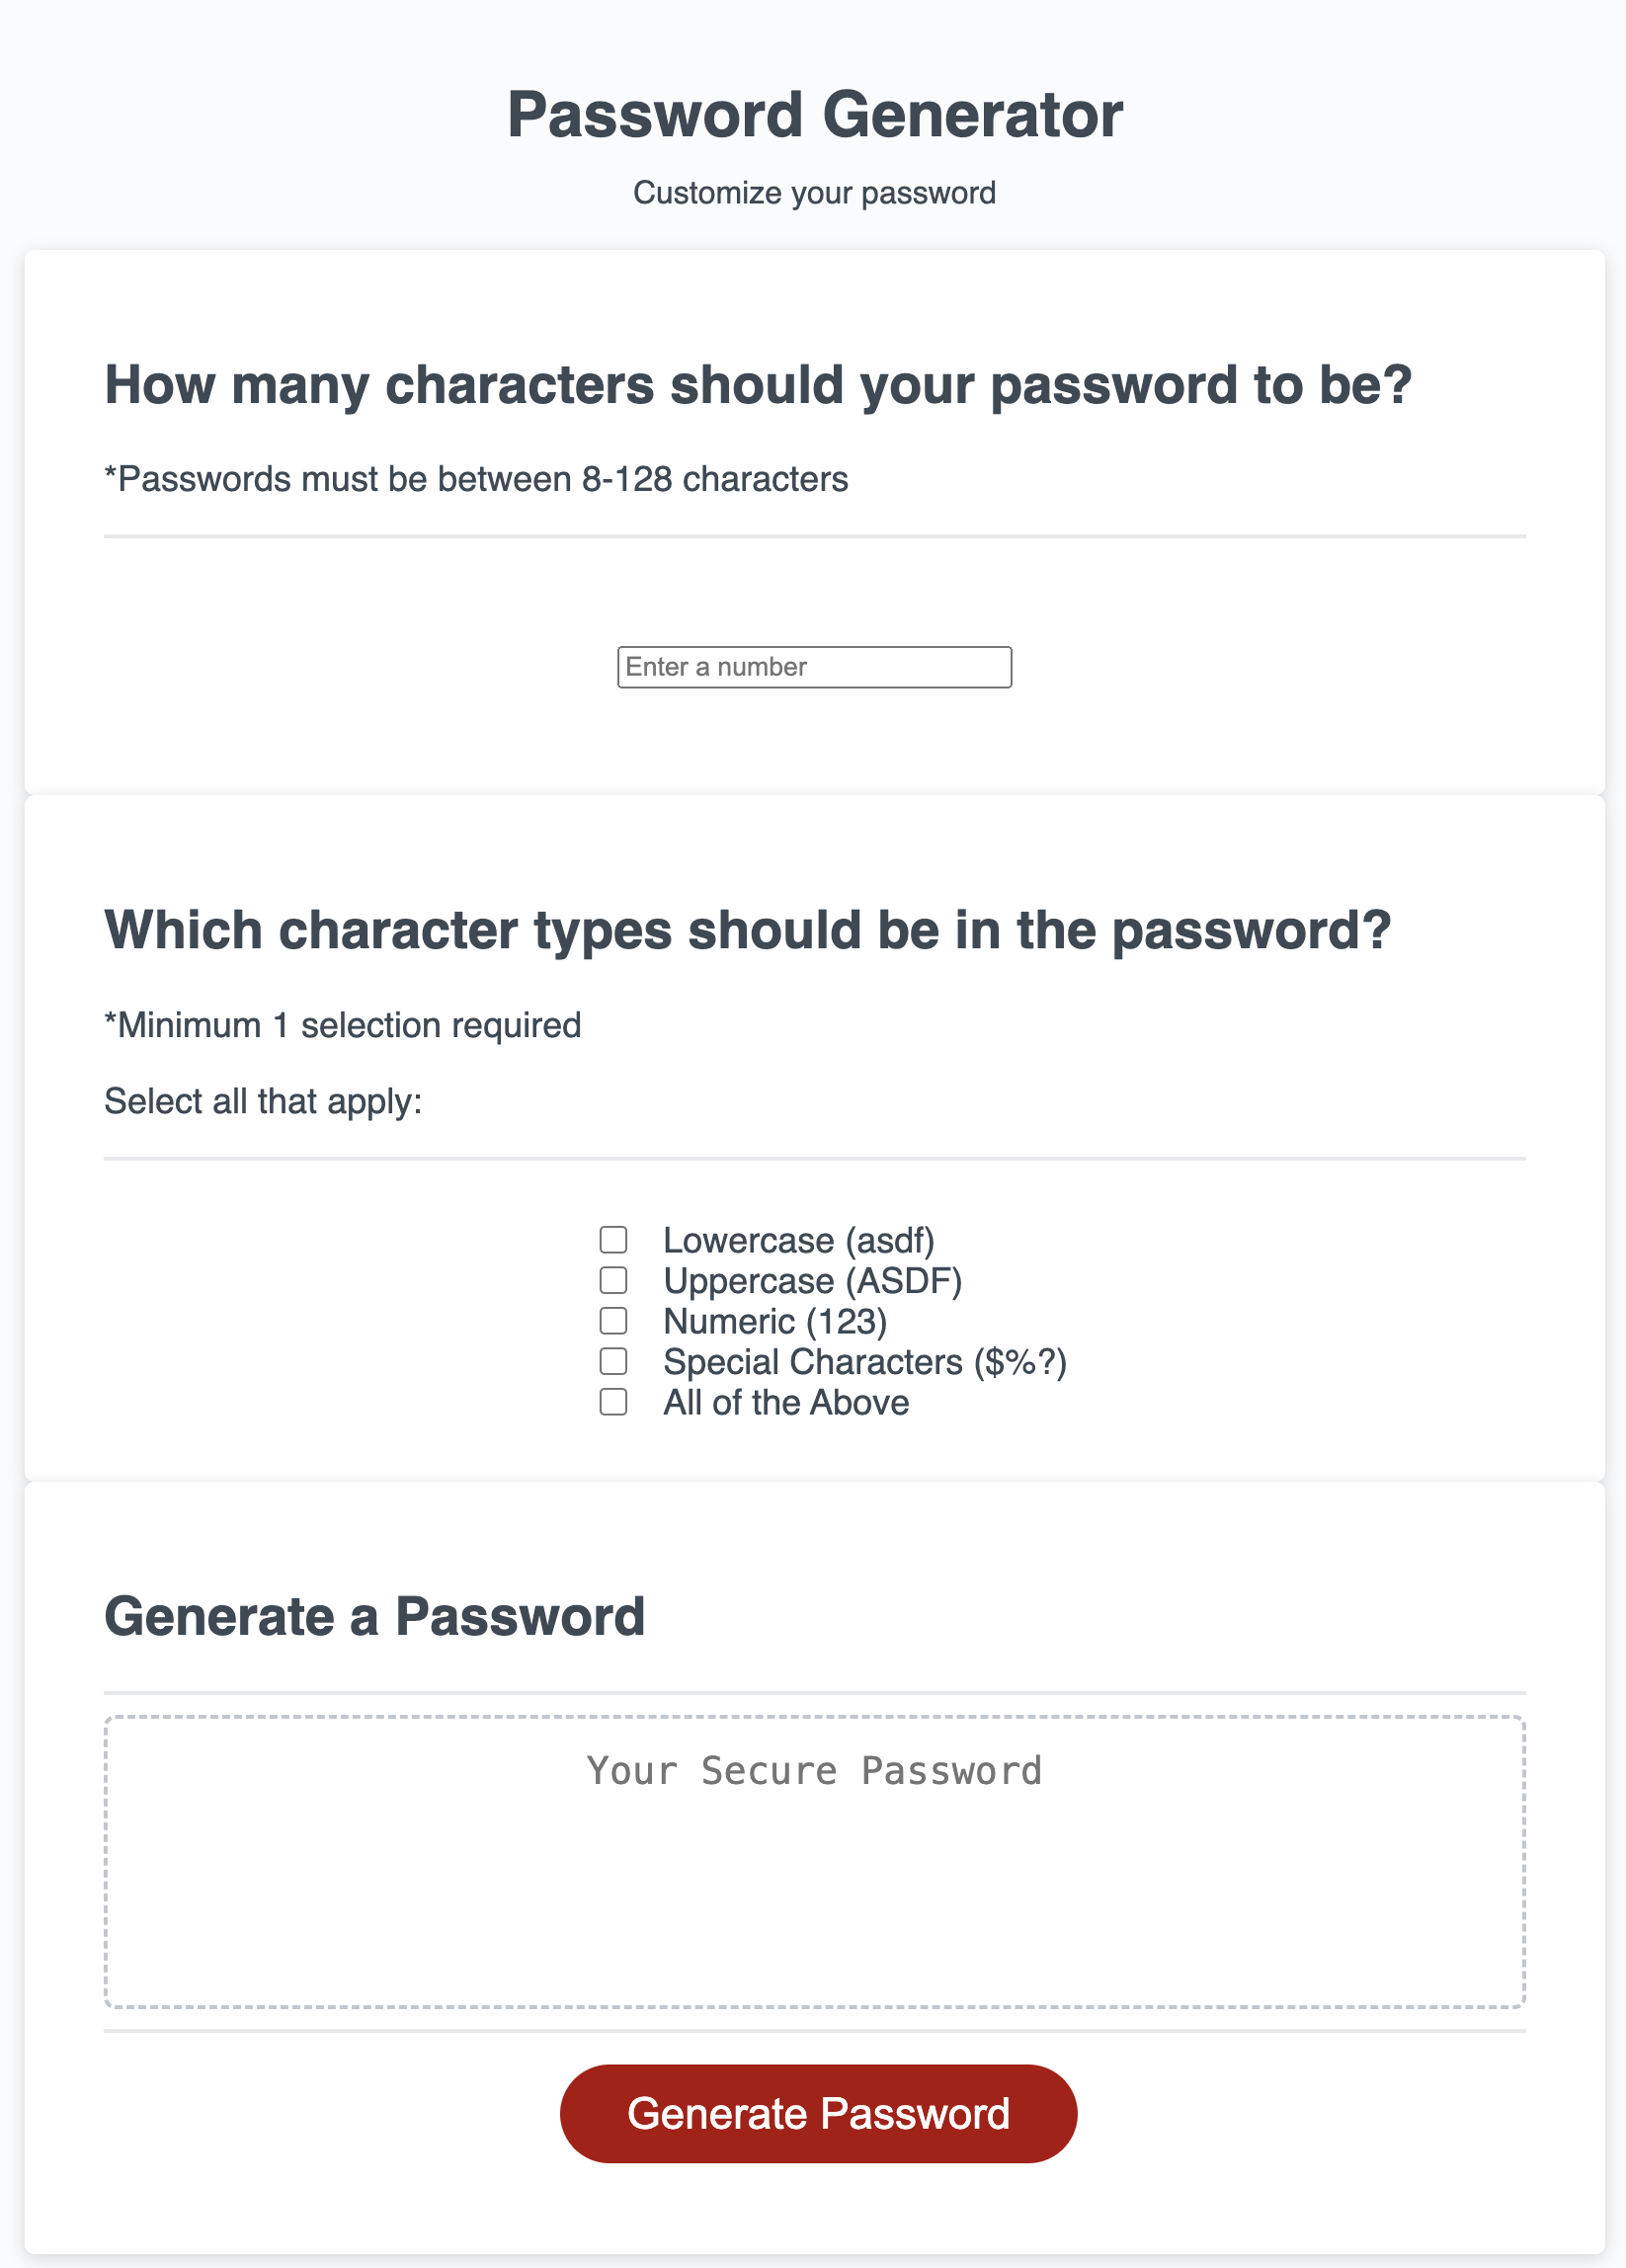 Password Generator
Customize your password
How many characters should your password to be?
*Passwords must be between 8-128 characters
Enter a number
Which character types should be in the password?
*Minimum 1 selection required
Select all that apply:
Lowercase (asdf)
Uppercase (ASDF)
Numeric (123)
Special Characters ($%?)
All of the Above
Generate a Password
Your Secure Password
Generate Password